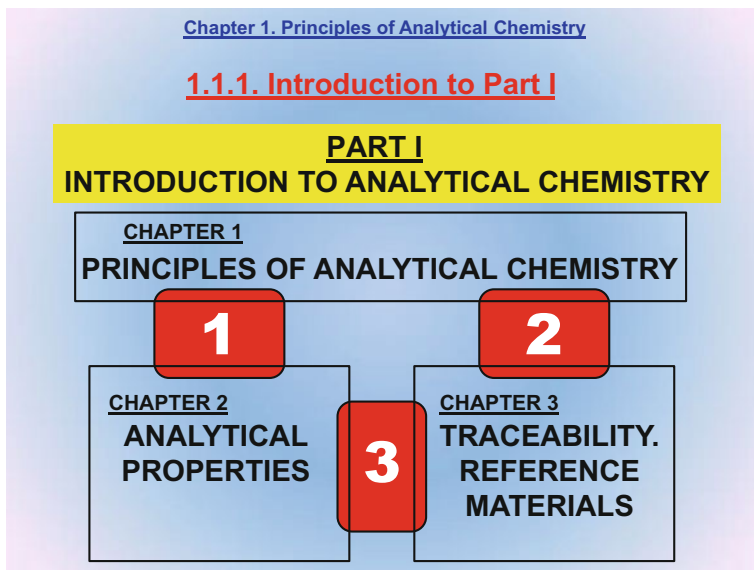 Chapter 1. Principles of Analytical Chemistry
1.1.1. Introduction to Part I
PART I
INTRODUCTION TO ANALYTICAL CHEMISTRY
CHAPTER 1
PRINCIPLES OF ANALYTICAL CHEMISTRY
1
2
CHAPTER 2
ANALYTICAL
PROPERTIES
3
CHAPTER 3
TRACEABILITY.
REFERENCE
MATERIALS